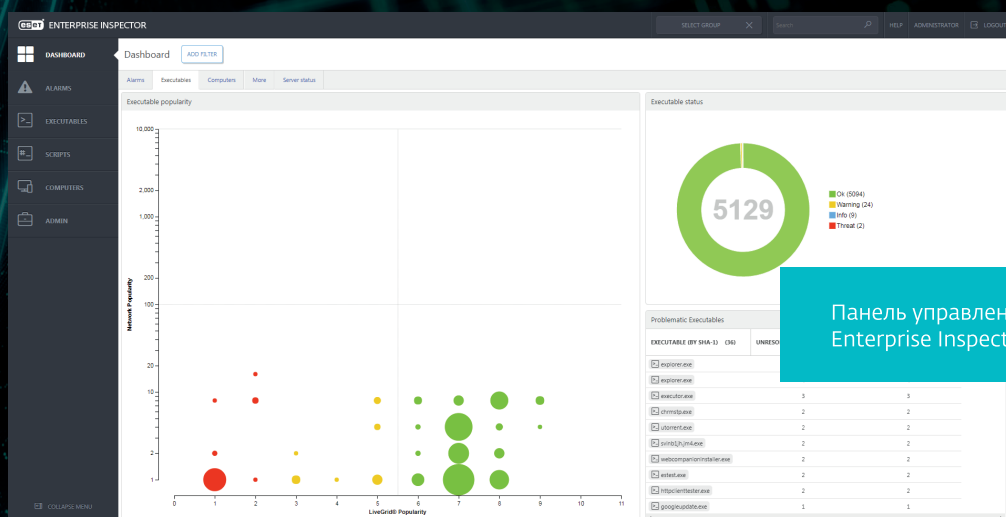 eset ENTERPRISE INSPECTOR
SELECT GROUP
Search
HELP
ADMINISTRATOR
LOGOUT
DASHBOARD
ALARMS
EXECUTABLES
SCRIPTS
COMPUTERS
ADMIN
COLLAPSE MENU
Dashboard
ADD FILTER
Alarms
Executables
Computers
More
Server status
Executable popularity
10,000
2,000
1,000
200
100
20
10
2
1
Network Popularity
0 1 2 3 4 5 6 7 8 9 10 11
LiveGrid® Popularity
Executable status
5129
Ok (5094)
Warning (24)
Info (9)
Threat (2)
Панель управлен
Enterprise Inspect
Problematic Executables
EXECUTABLE (BY SHA-1) (36) UNRESO
explorer.exe
explorer.exe
executor.exe 3 3
chrmstp.exe 2 2
utorrent.exe 2 2
2 2
webcompanioninstaller.exe 2 2
estest.exe 2 2
httpclienttester.exe 2 2
googleupdate.exe 1 1